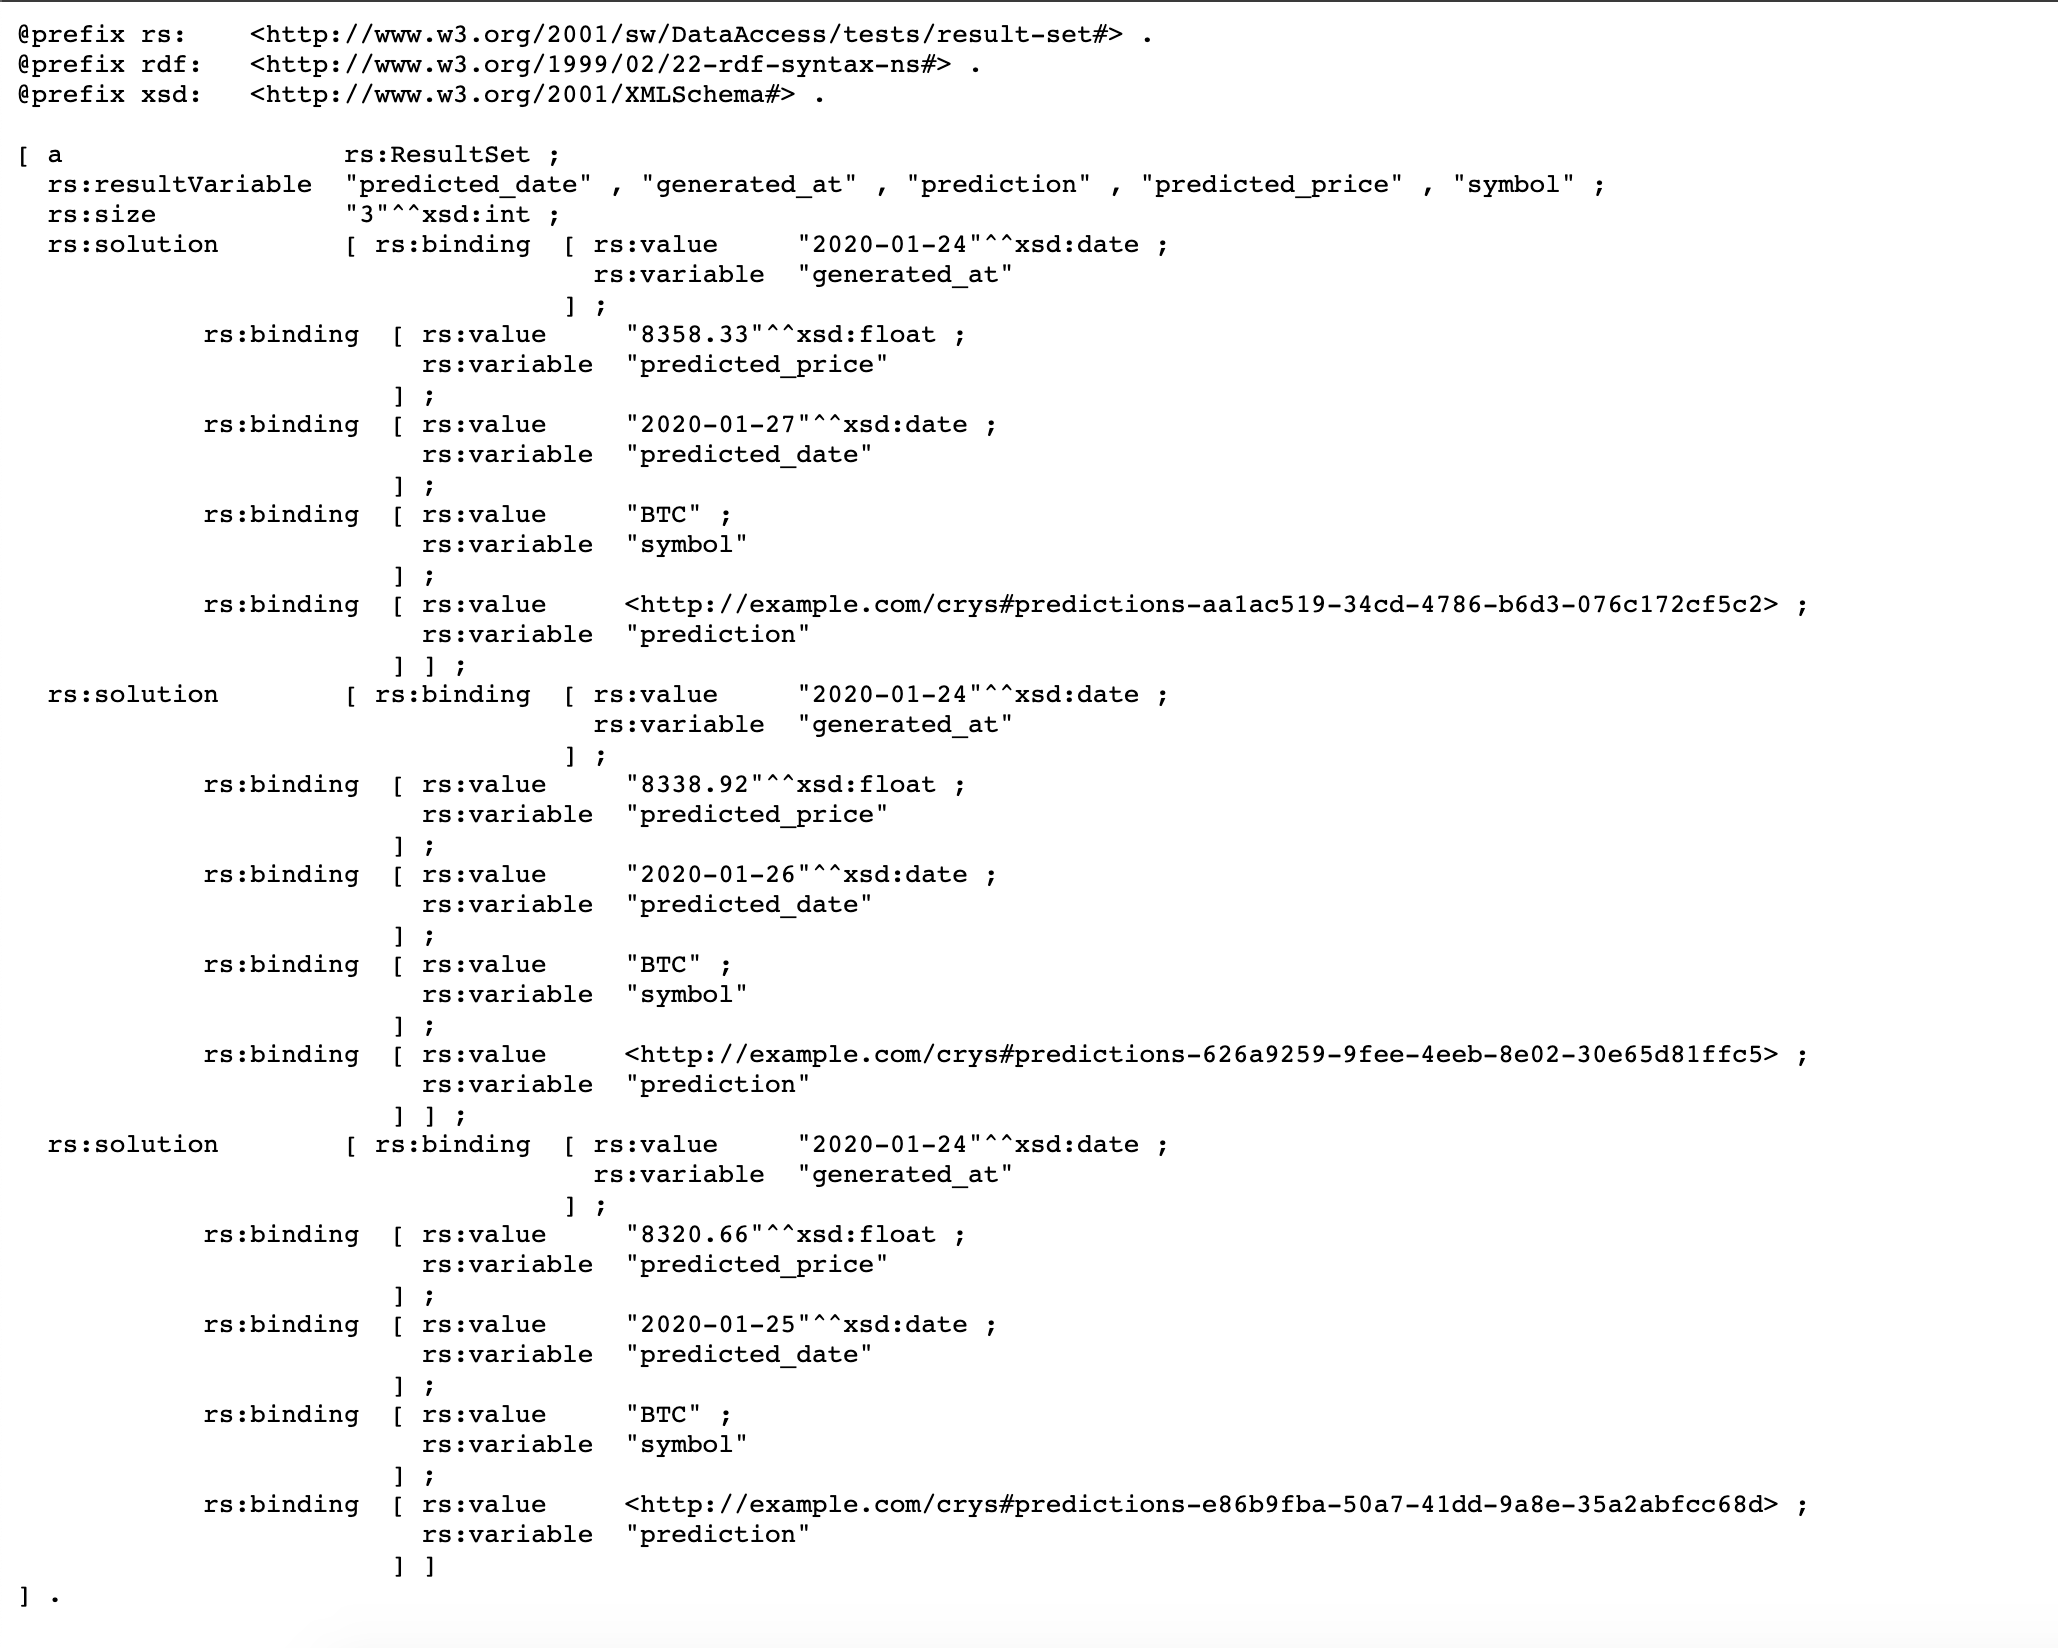 @prefix rs:    <http://www.w3.org/2001/sw/DataAccess/tests/result-set#> .
@prefix rdf:   <http://www.w3.org/1999/02/22-rdf-syntax-ns#> .
@prefix xsd:   <http://www.w3.org/2001/XMLSchema#> .

[ a                  rs:ResultSet ;
  rs:resultVariable  "predicted_date" , "generated_at" , "prediction" , "predicted_price" , "symbol" ;
  rs:size            "3"^^xsd:int ;
  rs:solution        [ rs:binding  [ rs:value     "2020-01-24"^^xsd:date ;
                                     rs:variable  "generated_at"
                                   ] ;
            rs:binding  [ rs:value     "8358.33"^^xsd:float ;
                          rs:variable  "predicted_price"
                        ] ;
            rs:binding  [ rs:value     "2020-01-27"^^xsd:date ;
                          rs:variable  "predicted_date"
                        ] ;
            rs:binding  [ rs:value     "BTC" ;
                          rs:variable  "symbol"
                        ] ;
            rs:binding  [ rs:value     <http://example.com/crys#predictions-aa1ac519-34cd-4786-b6d3-076c172cf5c2> ;
                          rs:variable  "prediction"
                        ] ] ;
  rs:solution        [ rs:binding  [ rs:value     "2020-01-24"^^xsd:date ;
                                     rs:variable  "generated_at"
                                   ] ;
            rs:binding  [ rs:value     "8338.92"^^xsd:float ;
                          rs:variable  "predicted_price"
                        ] ;
            rs:binding  [ rs:value     "2020-01-26"^^xsd:date ;
                          rs:variable  "predicted_date"
                        ] ;
            rs:binding  [ rs:value     "BTC" ;
                          rs:variable  "symbol"
                        ] ;
            rs:binding  [ rs:value     <http://example.com/crys#predictions-626a9259-9fee-4eeb-8e02-30e65d81ffc5> ;
                          rs:variable  "prediction"
                        ] ] ;
  rs:solution        [ rs:binding  [ rs:value     "2020-01-24"^^xsd:date ;
                                     rs:variable  "generated_at"
                                   ] ;
            rs:binding  [ rs:value     "8320.66"^^xsd:float ;
                          rs:variable  "predicted_price"
                        ] ;
            rs:binding  [ rs:value     "2020-01-25"^^xsd:date ;
                          rs:variable  "predicted_date"
                        ] ;
            rs:binding  [ rs:value     "BTC" ;
                          rs:variable  "symbol"
                        ] ;
            rs:binding  [ rs:value     <http://example.com/crys#predictions-e86b9fba-50a7-41dd-9a8e-35a2abfcc68d> ;
                          rs:variable  "prediction"
                        ] ]
] .